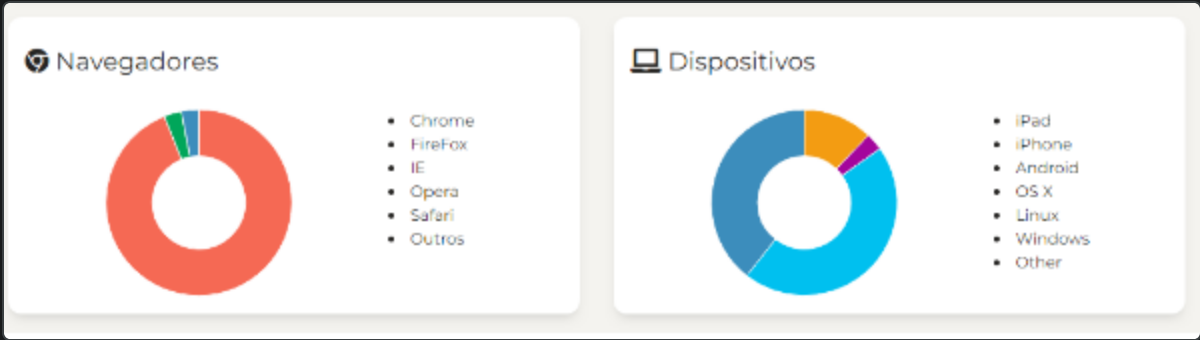 Navegadores
Chrome
FireFox
IE
Opera
Safari
Outros
Dispositivos
iPad
iPhone
Android
OS X
Linux
Windows
Other